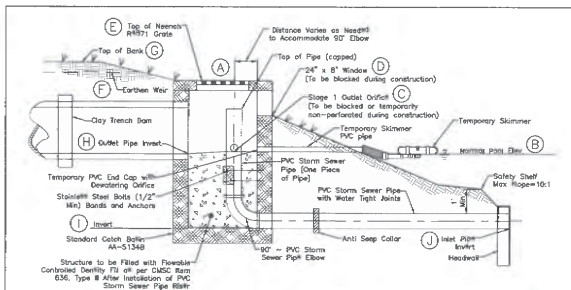 E Top of Neenah
R-4871 Grate
Top of Bank G
F Earthen Weir
Clay Trench Dam
H Outlet Pipe Invert
Temporary PVC End Cap with
Dewatering Orifice
Stainless Steel Bolts (1/2"
Min) Bands and Anchors
I Invert
Standard Catch Basin
AA-S134B
Structure to be Filled with Flowable
Controlled Density Fill as per CMSC Item
636, Type III After Installation of PVC
Storm Sewer Pipe Riser
A
Distance Varies as Needed
to Accommodate 90° Elbow
Top of Pipe (capped)
D
24" x 8" Window
(To be blocked during construction)
C
Stage 1 Outlet Orifice
(To be blocked or temporarily
non-perforated during construction)
Temporary Skimmer
PVC pipe
Temporary Skimmer
B
Normal Pool Elev.
PVC Storm Sewer
Pipe [One Piece
of Pipe]
Safety Shelf
Max Slope=10:1
1'
Min
PVC Storm Sewer Pipe
with Water Tight Joints
90° - PVC Storm
Sewer Pipe Elbow
Anti Seep Collar
J Inlet Pipe
Invert
Headwall